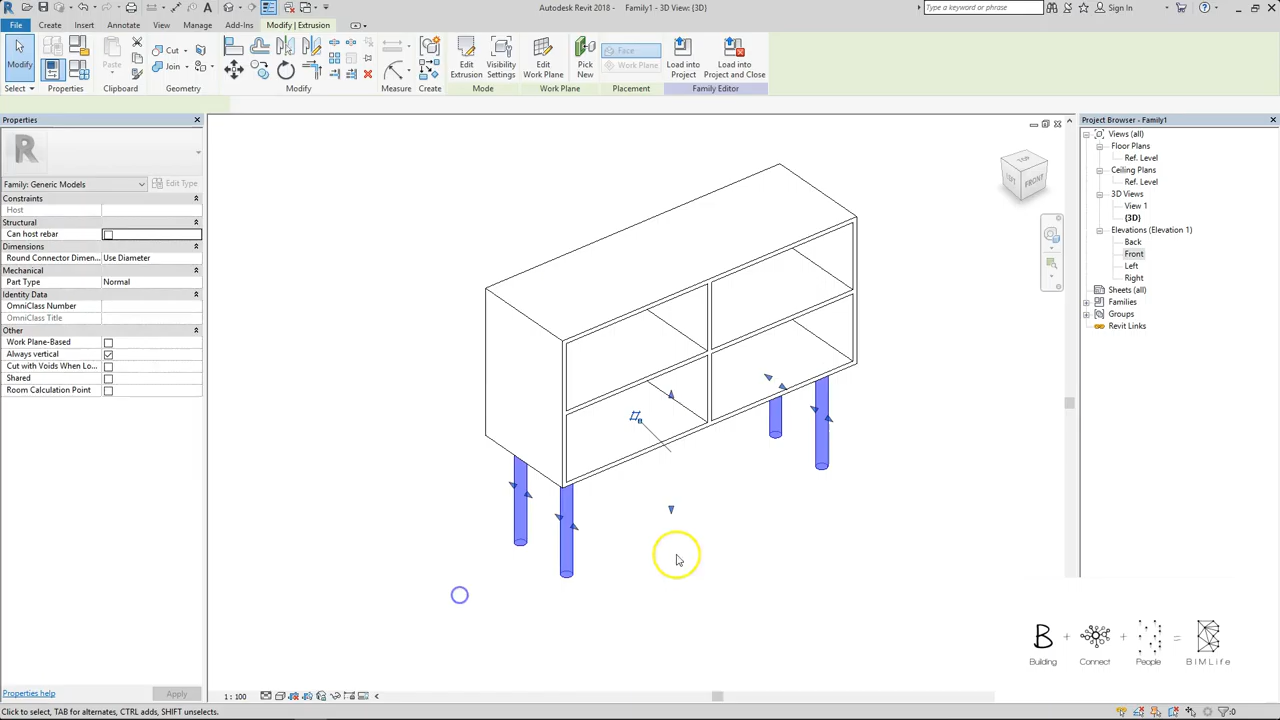 Autodesk Revit 2018 - Family1 - 3D View: {3D}
Type a keyword or phrase
Sign In
File Create Insert Annotate View Manage Add-Ins Modify | Extrusion
Modify
Paste
Cut
Join
Edit Extrusion
Visibility Settings
Edit Work Plane
Pick New
Face
Work Plane
Load into Project
Load into Project and Close
Select Properties Clipboard Geometry Modify Measure Create Mode Work Plane Placement Family Editor
Properties
R
Family: Generic Models
Edit Type
Constraints
Host
Structural
Can host rebar
Dimensions
Round Connector Dimen... Use Diameter
Mechanical
Part Type Normal
Identity Data
OmniClass Number
OmniClass Title
Other
Work Plane-Based
Always vertical
Cut with Voids When Lo...
Shared
Room Calculation Point
Properties help
Apply
TOP
LEFT
FRONT
Project Browser - Family1
Views (all)
Floor Plans
Ref. Level
Ceiling Plans
Ref. Level
3D Views
View 1
{3D}
Elevations (Elevation 1)
Back
Front
Left
Right
Sheets (all)
Families
Groups
Revit Links
B + + =
Building Connect People BIMLife
1 : 100
Click to select, TAB for alternates, CTRL adds, SHIFT unselects.
:0